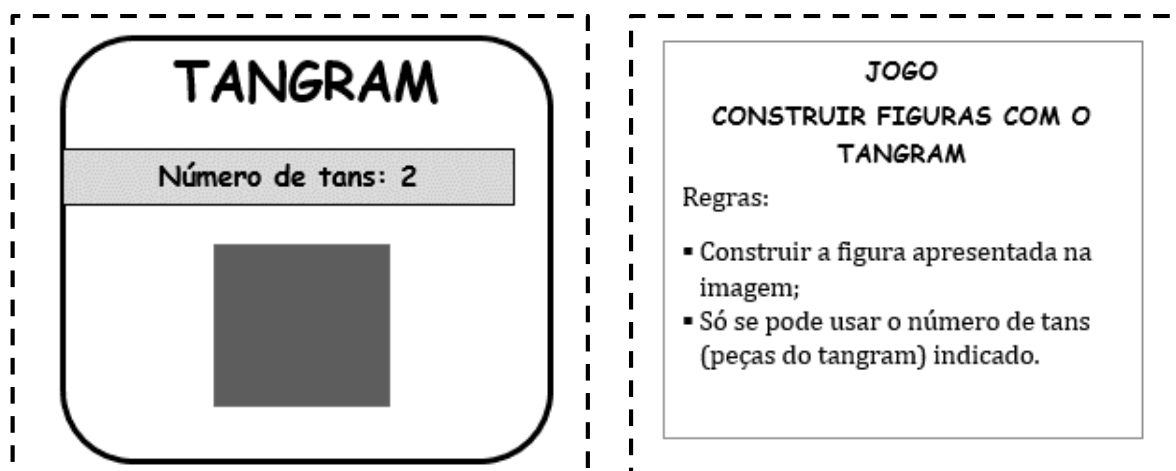 TANGRAM
Número de tans: 2
JOGO
CONSTRUIR FIGURAS COM O
TANGRAM
Regras:
▪ Construir a figura apresentada na
imagem;
▪ Só se pode usar o número de tans
(peças do tangram) indicado.